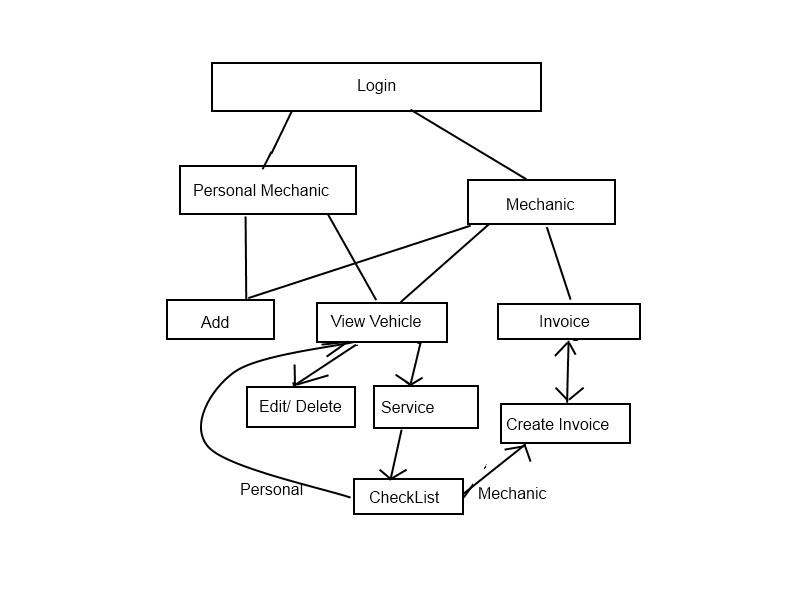 Login
Personal Mechanic
Mechanic
Add
View Vehicle
Invoice
Edit/ Delete
Service
Create Invoice
Personal
CheckList
Mechanic